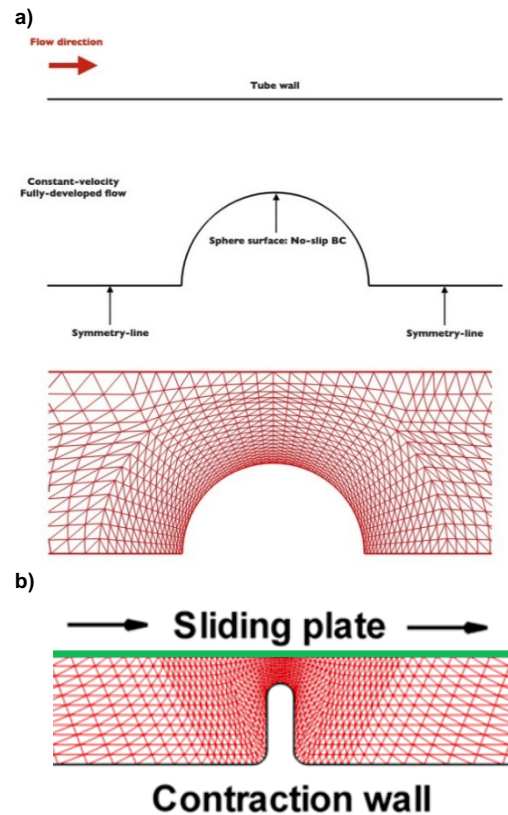 a)
Flow direction
Tube wall
Constant-velocity
Fully-developed flow
Sphere surface: No-slip BC
Symmetry-line
Symmetry-line
b)
Sliding plate
Contraction wall